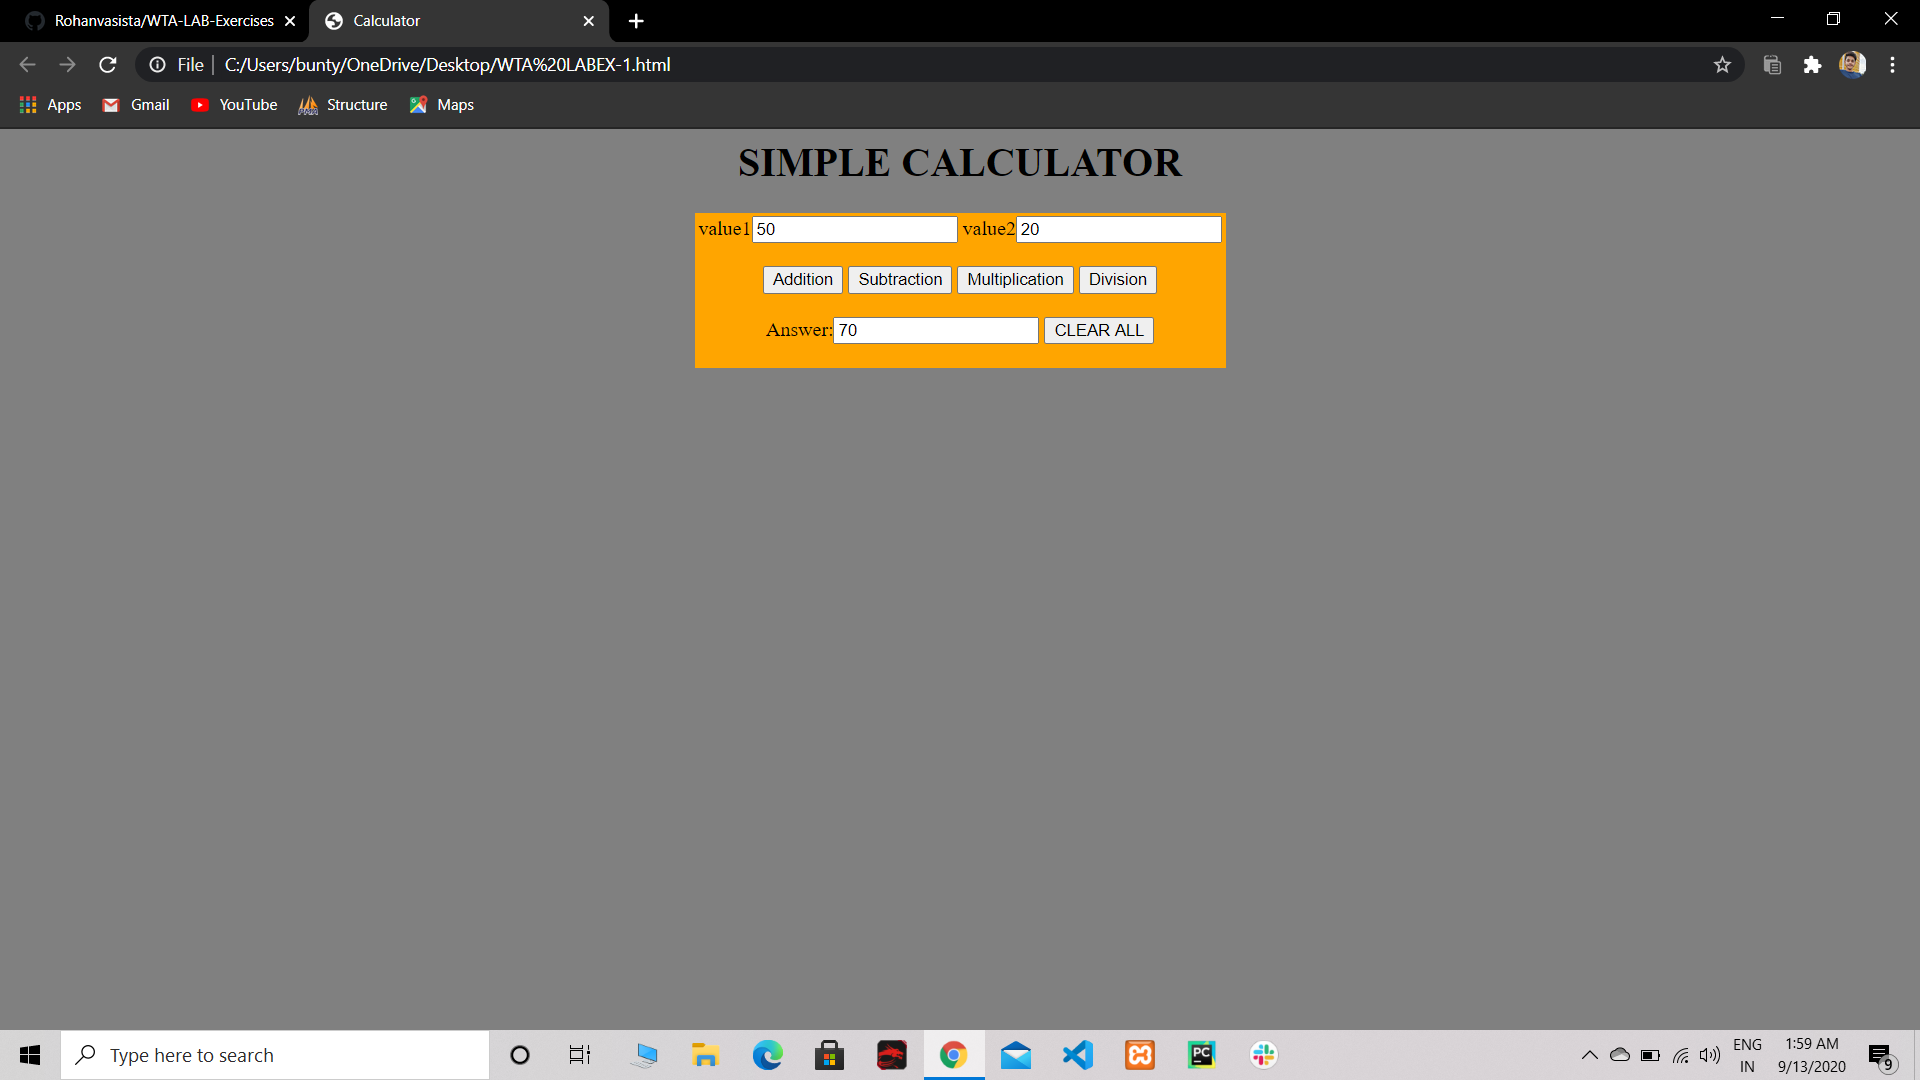 Rohanvasista/WTA-LAB-Exercises
Calculator
File
C:/Users/bunty/OneDrive/Desktop/WTA%20LABEX-1.html
Apps Gmail YouTube Structure Maps
SIMPLE CALCULATOR
value1 50 value2 20
Addition Subtraction Multiplication Division
Answer: 70 CLEAR ALL
Type here to search
PC
ENG
IN
1:59 AM
9/13/2020
9